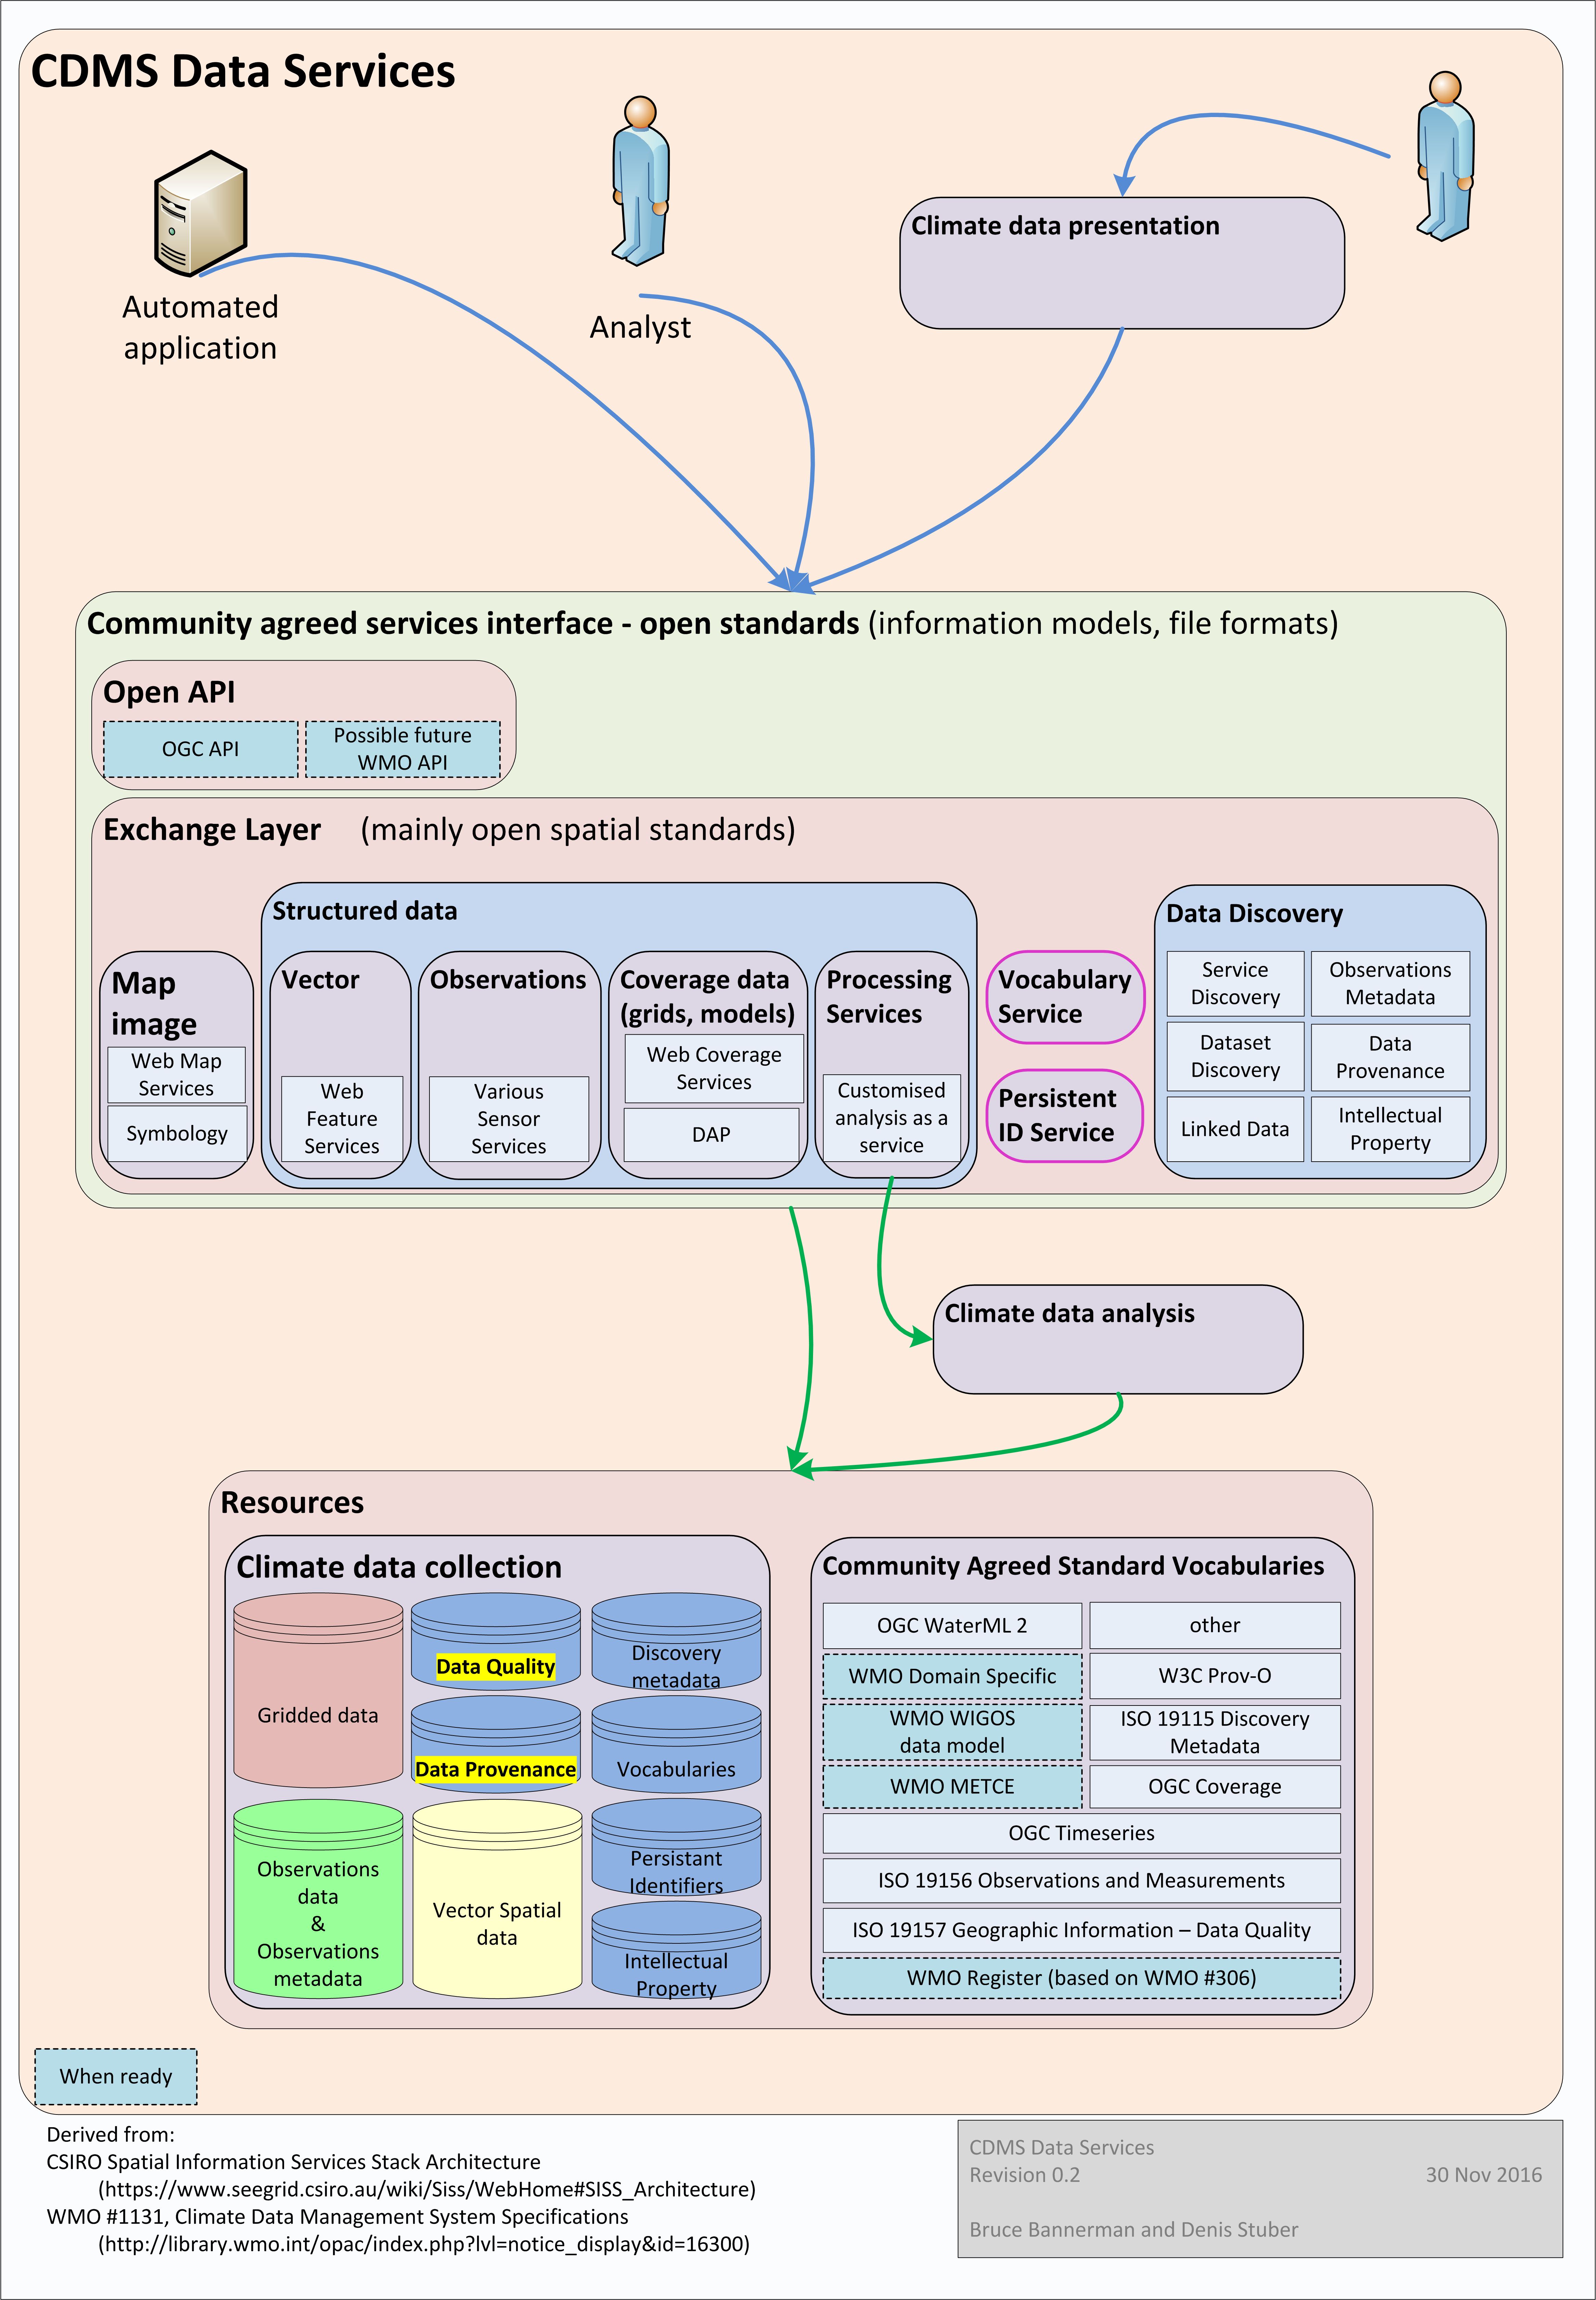 CDMS Data Services
Automated
application
Analyst
Climate data presentation
Community agreed services interface - open standards (information models, file formats)
Open API
OGC API
Possible future
WMO API
Exchange Layer (mainly open spatial standards)
Map
image
Web Map
Services
Symbology
Structured data
Vector
Web
Feature
Services
Observations
Various
Sensor
Services
Coverage data
(grids, models)
Web Coverage
Services
DAP
Processing
Services
Customised
analysis as a
service
Vocabulary
Service
Persistent
ID Service
Data Discovery
Service
Discovery
Observations
Metadata
Dataset
Discovery
Data
Provenance
Linked Data
Intellectual
Property
Climate data analysis
Resources
Climate data collection
Gridded data
Data Quality
Discovery
metadata
Data Provenance
Vocabularies
Observations
data
&
Observations
metadata
Vector Spatial
data
Persistant
Identifiers
Intellectual
Property
Community Agreed Standard Vocabularies
OGC WaterML 2
other
WMO Domain Specific
W3C Prov-O
WMO WIGOS
data model
ISO 19115 Discovery
Metadata
WMO METCE
OGC Coverage
OGC Timeseries
ISO 19156 Observations and Measurements
ISO 19157 Geographic Information – Data Quality
WMO Register (based on WMO #306)
When ready
Derived from:
CSIRO Spatial Information Services Stack Architecture
(https://www.seegrid.csiro.au/wiki/Siss/WebHome#SISS_Architecture)
WMO #1131, Climate Data Management System Specifications
(http://library.wmo.int/opac/index.php?lvl=notice_display&id=16300)
CDMS Data Services
Revision 0.2 30 Nov 2016
Bruce Bannerman and Denis Stuber